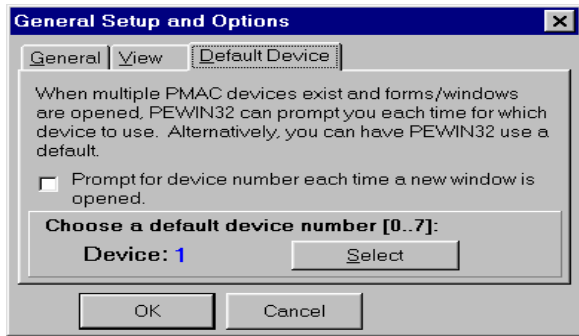 General Setup and Options
General View Default Device
When multiple PMAC devices exist and forms/windows
are opened, PEWIN32 can prompt you each time for which
device to use. Alternatively, you can have PEWIN32 use a
default.
Prompt for device number each time a new window is
opened.
Choose a default device number [0..7]:
Device: 1 Select
OK Cancel